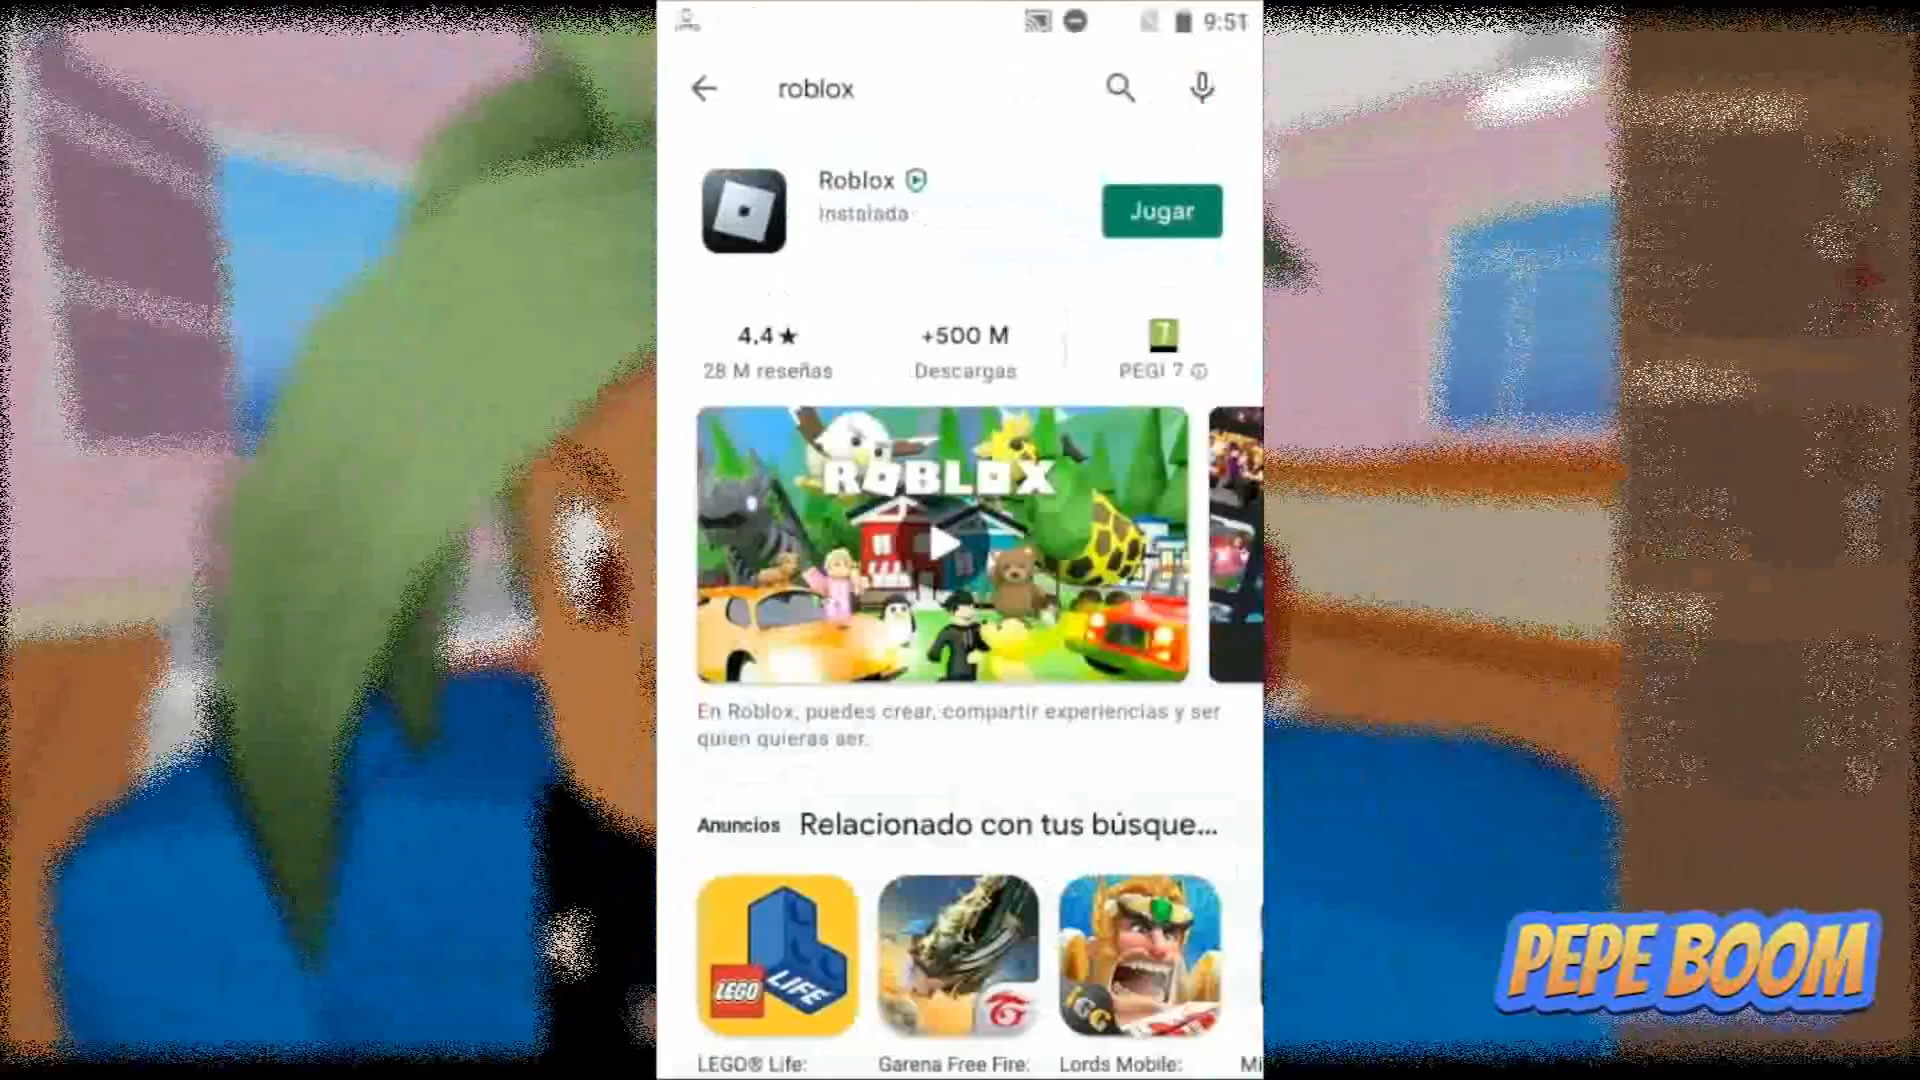 9:51
roblox
Roblox
Instalada
Jugar
4.4★
+500 M
7
28 M reseñas
Descargas
PEGI 7
ROBLOX
En Roblox, puedes crear, compartir experiencias y ser
quien quieras ser.
Anuncios
Relacionado con tus búsque...
LEGO
LIFE
IGG
LEGO® Life:
Garena Free Fire:
Lords Mobile:
Mi
PEPE BOOM